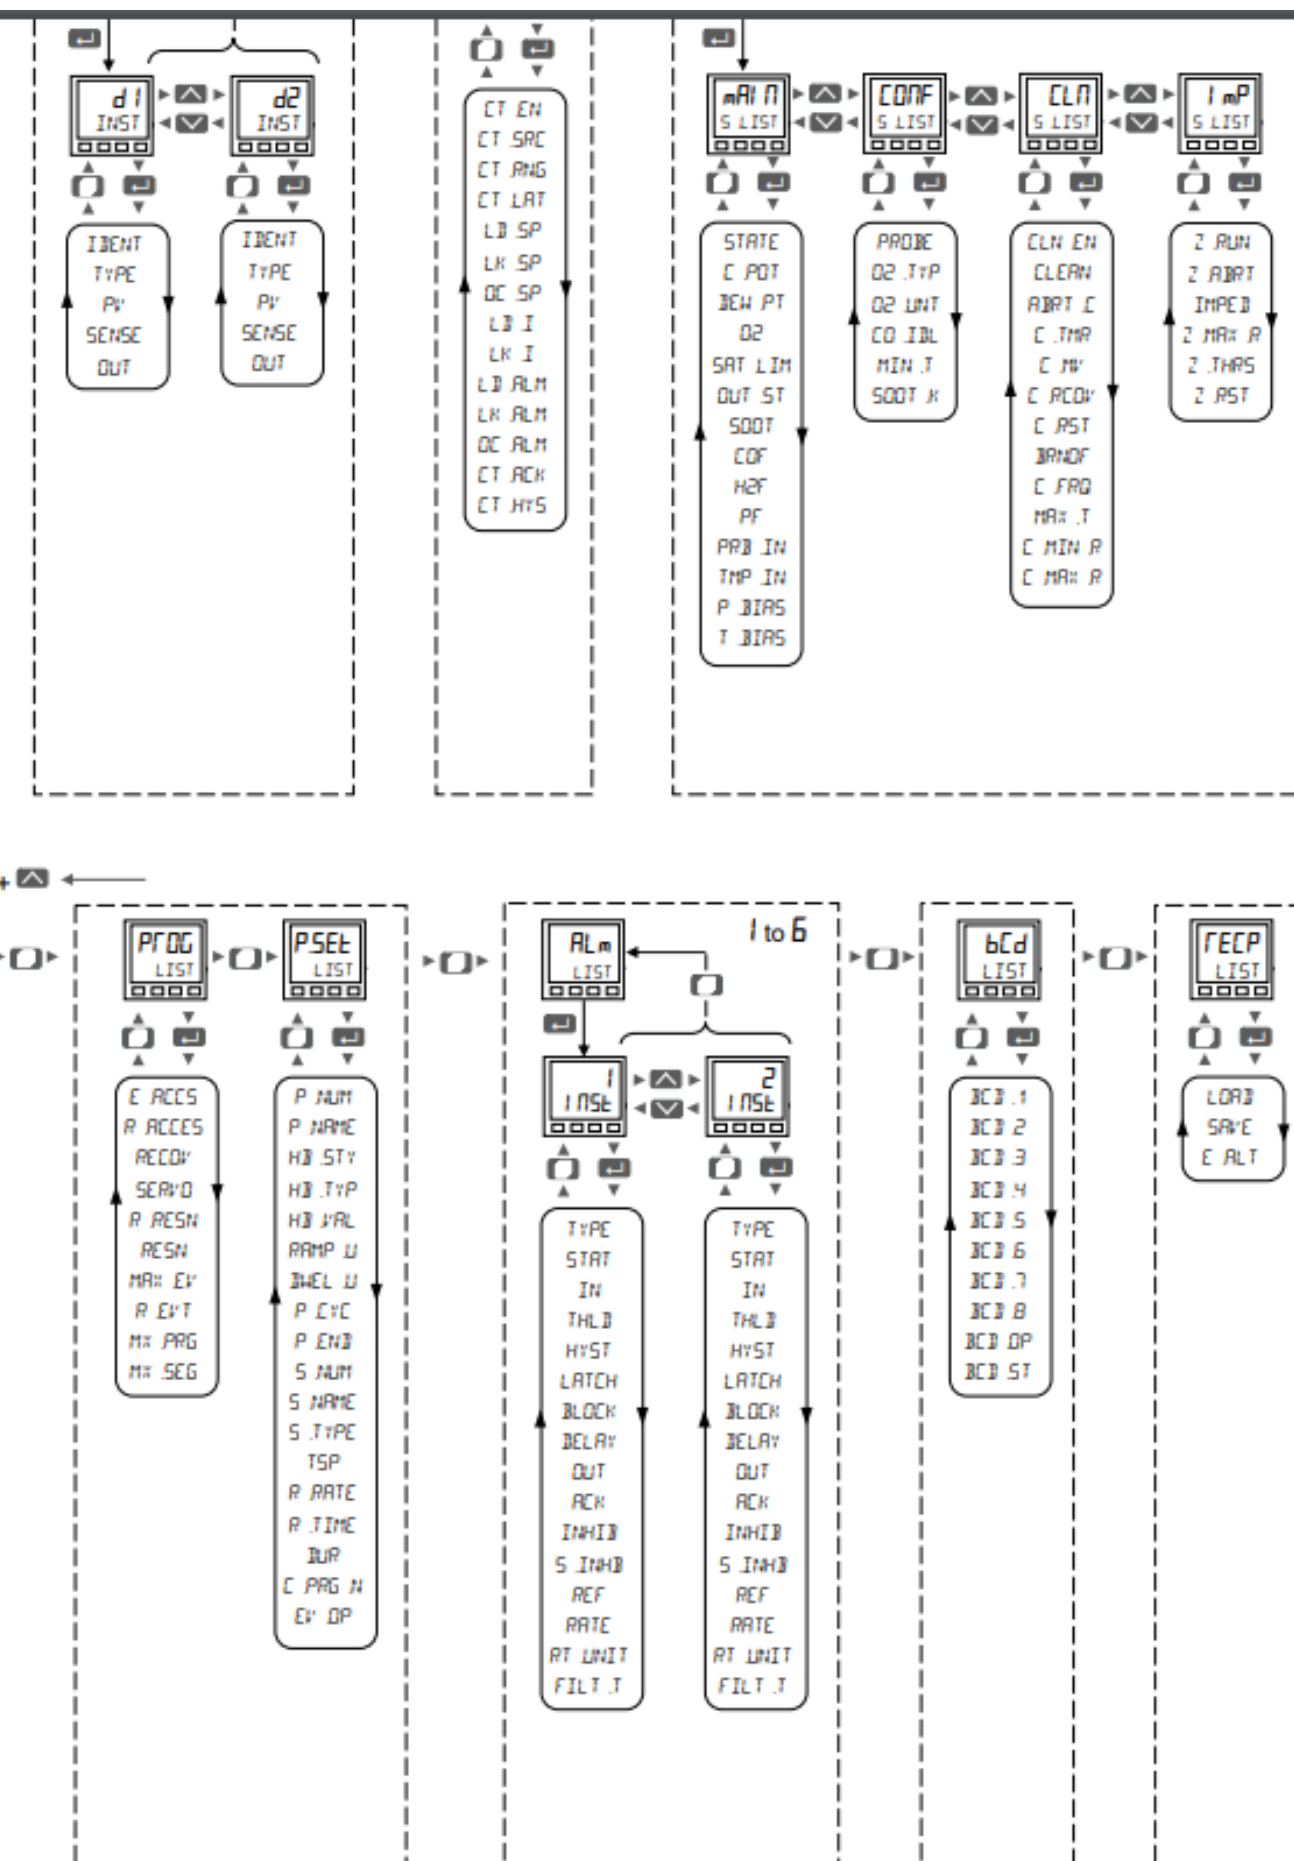 d1
INST
d2
INST
IDENT
TYPE
PV
SENSE
OUT
IDENT
TYPE
PV
SENSE
OUT
CT.EN
CT.SRC
CT.RNG
CT.LAT
LD.SP
LK.SP
OC.SP
LD.I
LK.I
LD.ALM
LK.ALM
OC.ALM
CT.ACK
CT.HYS
mAIn
S.LIST
STATE
C.POT
DEW.PT
O2
SAT LIM
OUT.ST
SOOT
COF
H2F
PF
PRB.IN
TMP.IN
P.BIAS
T.BIAS
CONF
S.LIST
PROBE
O2.TYP
O2.UNT
CO.IDL
MIN.T
SOOT.K
CLn
S.LIST
CLN.EN
CLEAN
ABRT.C
C.TMR
C.MV
C.RCOV
C.RST
BRNOF
C.FRQ
MAX.T
C.MIN.R
C.MAX.R
ImP
S.LIST
Z.RUN
Z.ABRT
IMPED
Z.MAX.R
Z.THRS
Z.RST
+
PrOG
LIST
E.ACCS
R.ACCES
RECOV
SERVO
R.RESN
RESN
MAX.EV
R.EVT
MX.PRG
MX.SEG
P.SEt
LIST
P.NUM
P.NAME
HB.STY
HB.TYP
HB.VAL
RAMP.U
DWEL.U
P.CYC
P.END
S.NUM
S.NAME
S.TYPE
TSP
R.RATE
R.TIME
DUR
C.PRG.N
EV.OP
ALm
LIST
1 to 6
1
InSt
2
InSt
TYPE
STAT
IN
THLD
HYST
LATCH
BLOCK
DELAY
OUT
ACK
INHIB
S.INHB
REF
RATE
RT.UNIT
FILT.T
TYPE
STAT
IN
THLD
HYST
LATCH
BLOCK
DELAY
OUT
ACK
INHIB
S.INHB
REF
RATE
RT.UNIT
FILT.T
bCd
LIST
BCD.1
BCD.2
BCD.3
BCD.4
BCD.5
BCD.6
BCD.7
BCD.8
BCD.OP
BCD.ST
rECP
LIST
LOAD
SAVE
E.ALT